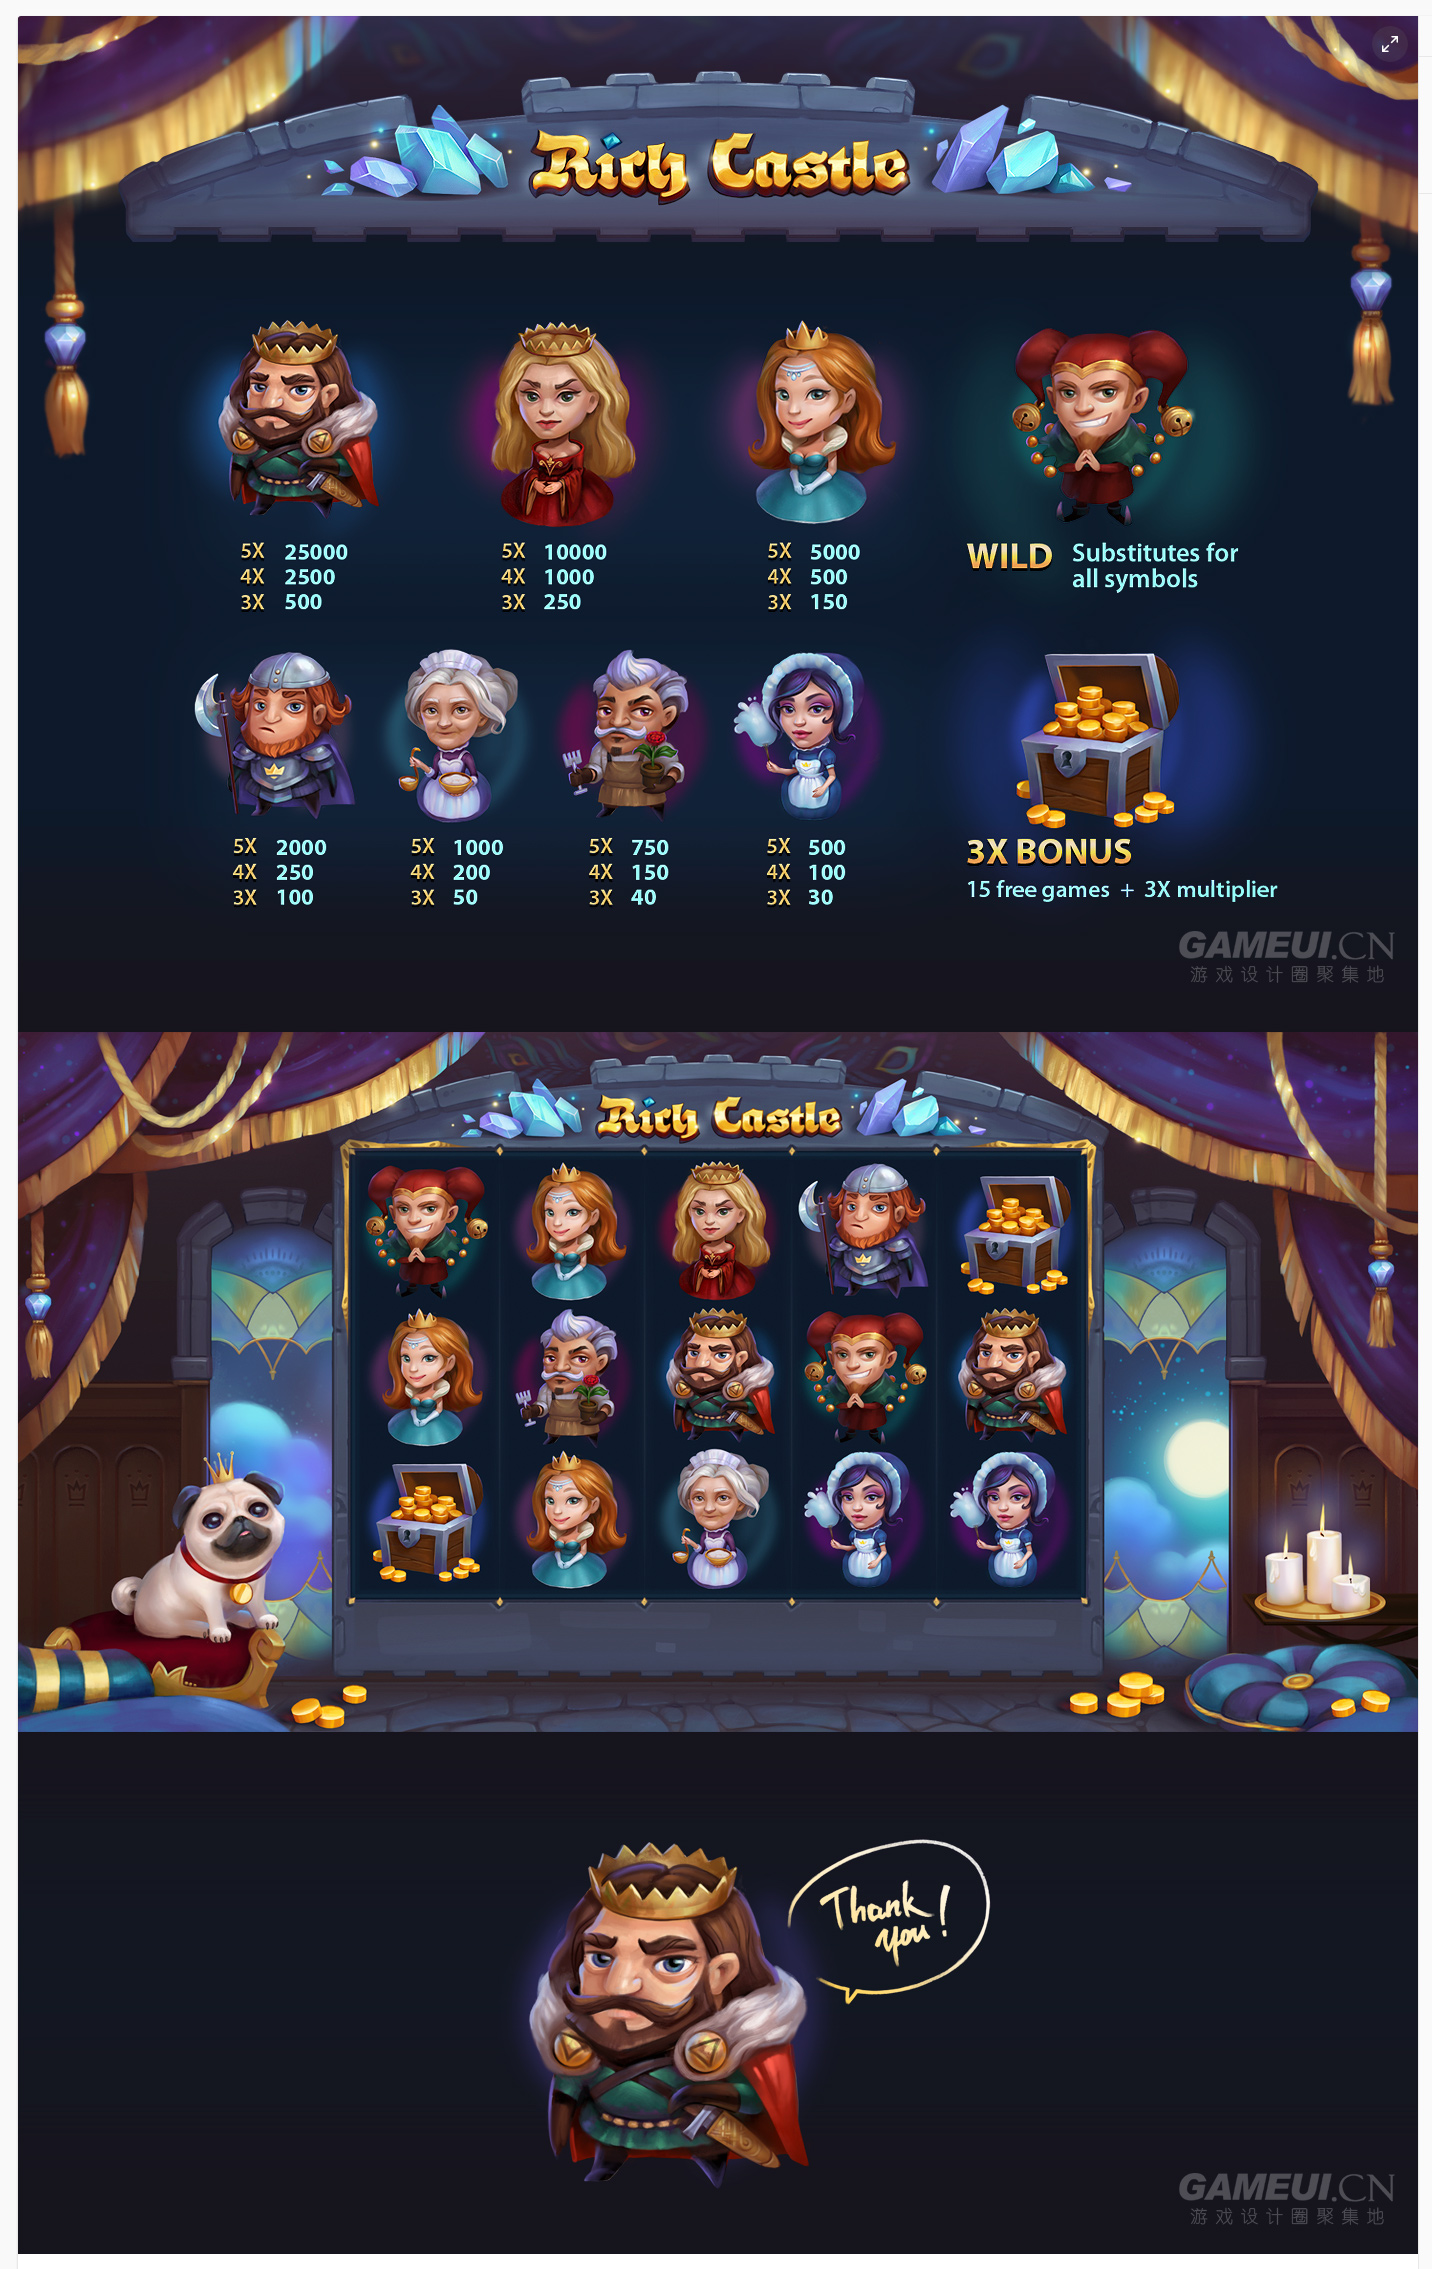 Rich Castle
5X 25000
4X 2500
3X 500
5X 10000
4X 1000
3X 250
5X 5000
4X 500
3X 150
WILD
Substitutes for
all symbols
5X 2000
4X 250
3X 100
5X 1000
4X 200
3X 50
5X 750
4X 150
3X 40
5X 500
4X 100
3X 30
3X BONUS
15 free games + 3X multiplier
GAMEUI.CN
游戏设计圈聚集地
Rich Castle
Thank
you!
GAMEUI.CN
游戏设计圈聚集地